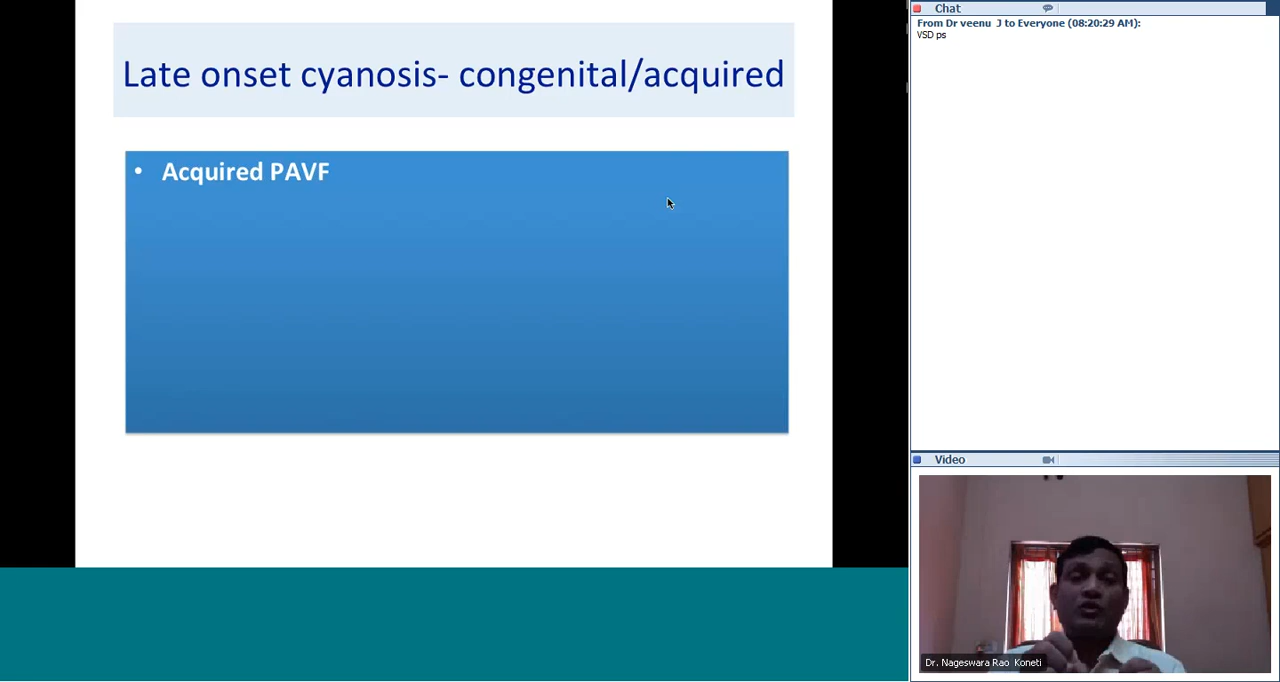 Late onset cyanosis- congenital/acquired
• Acquired PAVF
Chat
From Dr veenu J to Everyone (08:20:29 AM):
VSD ps
Video
Dr. Nageswara Rao Koneti